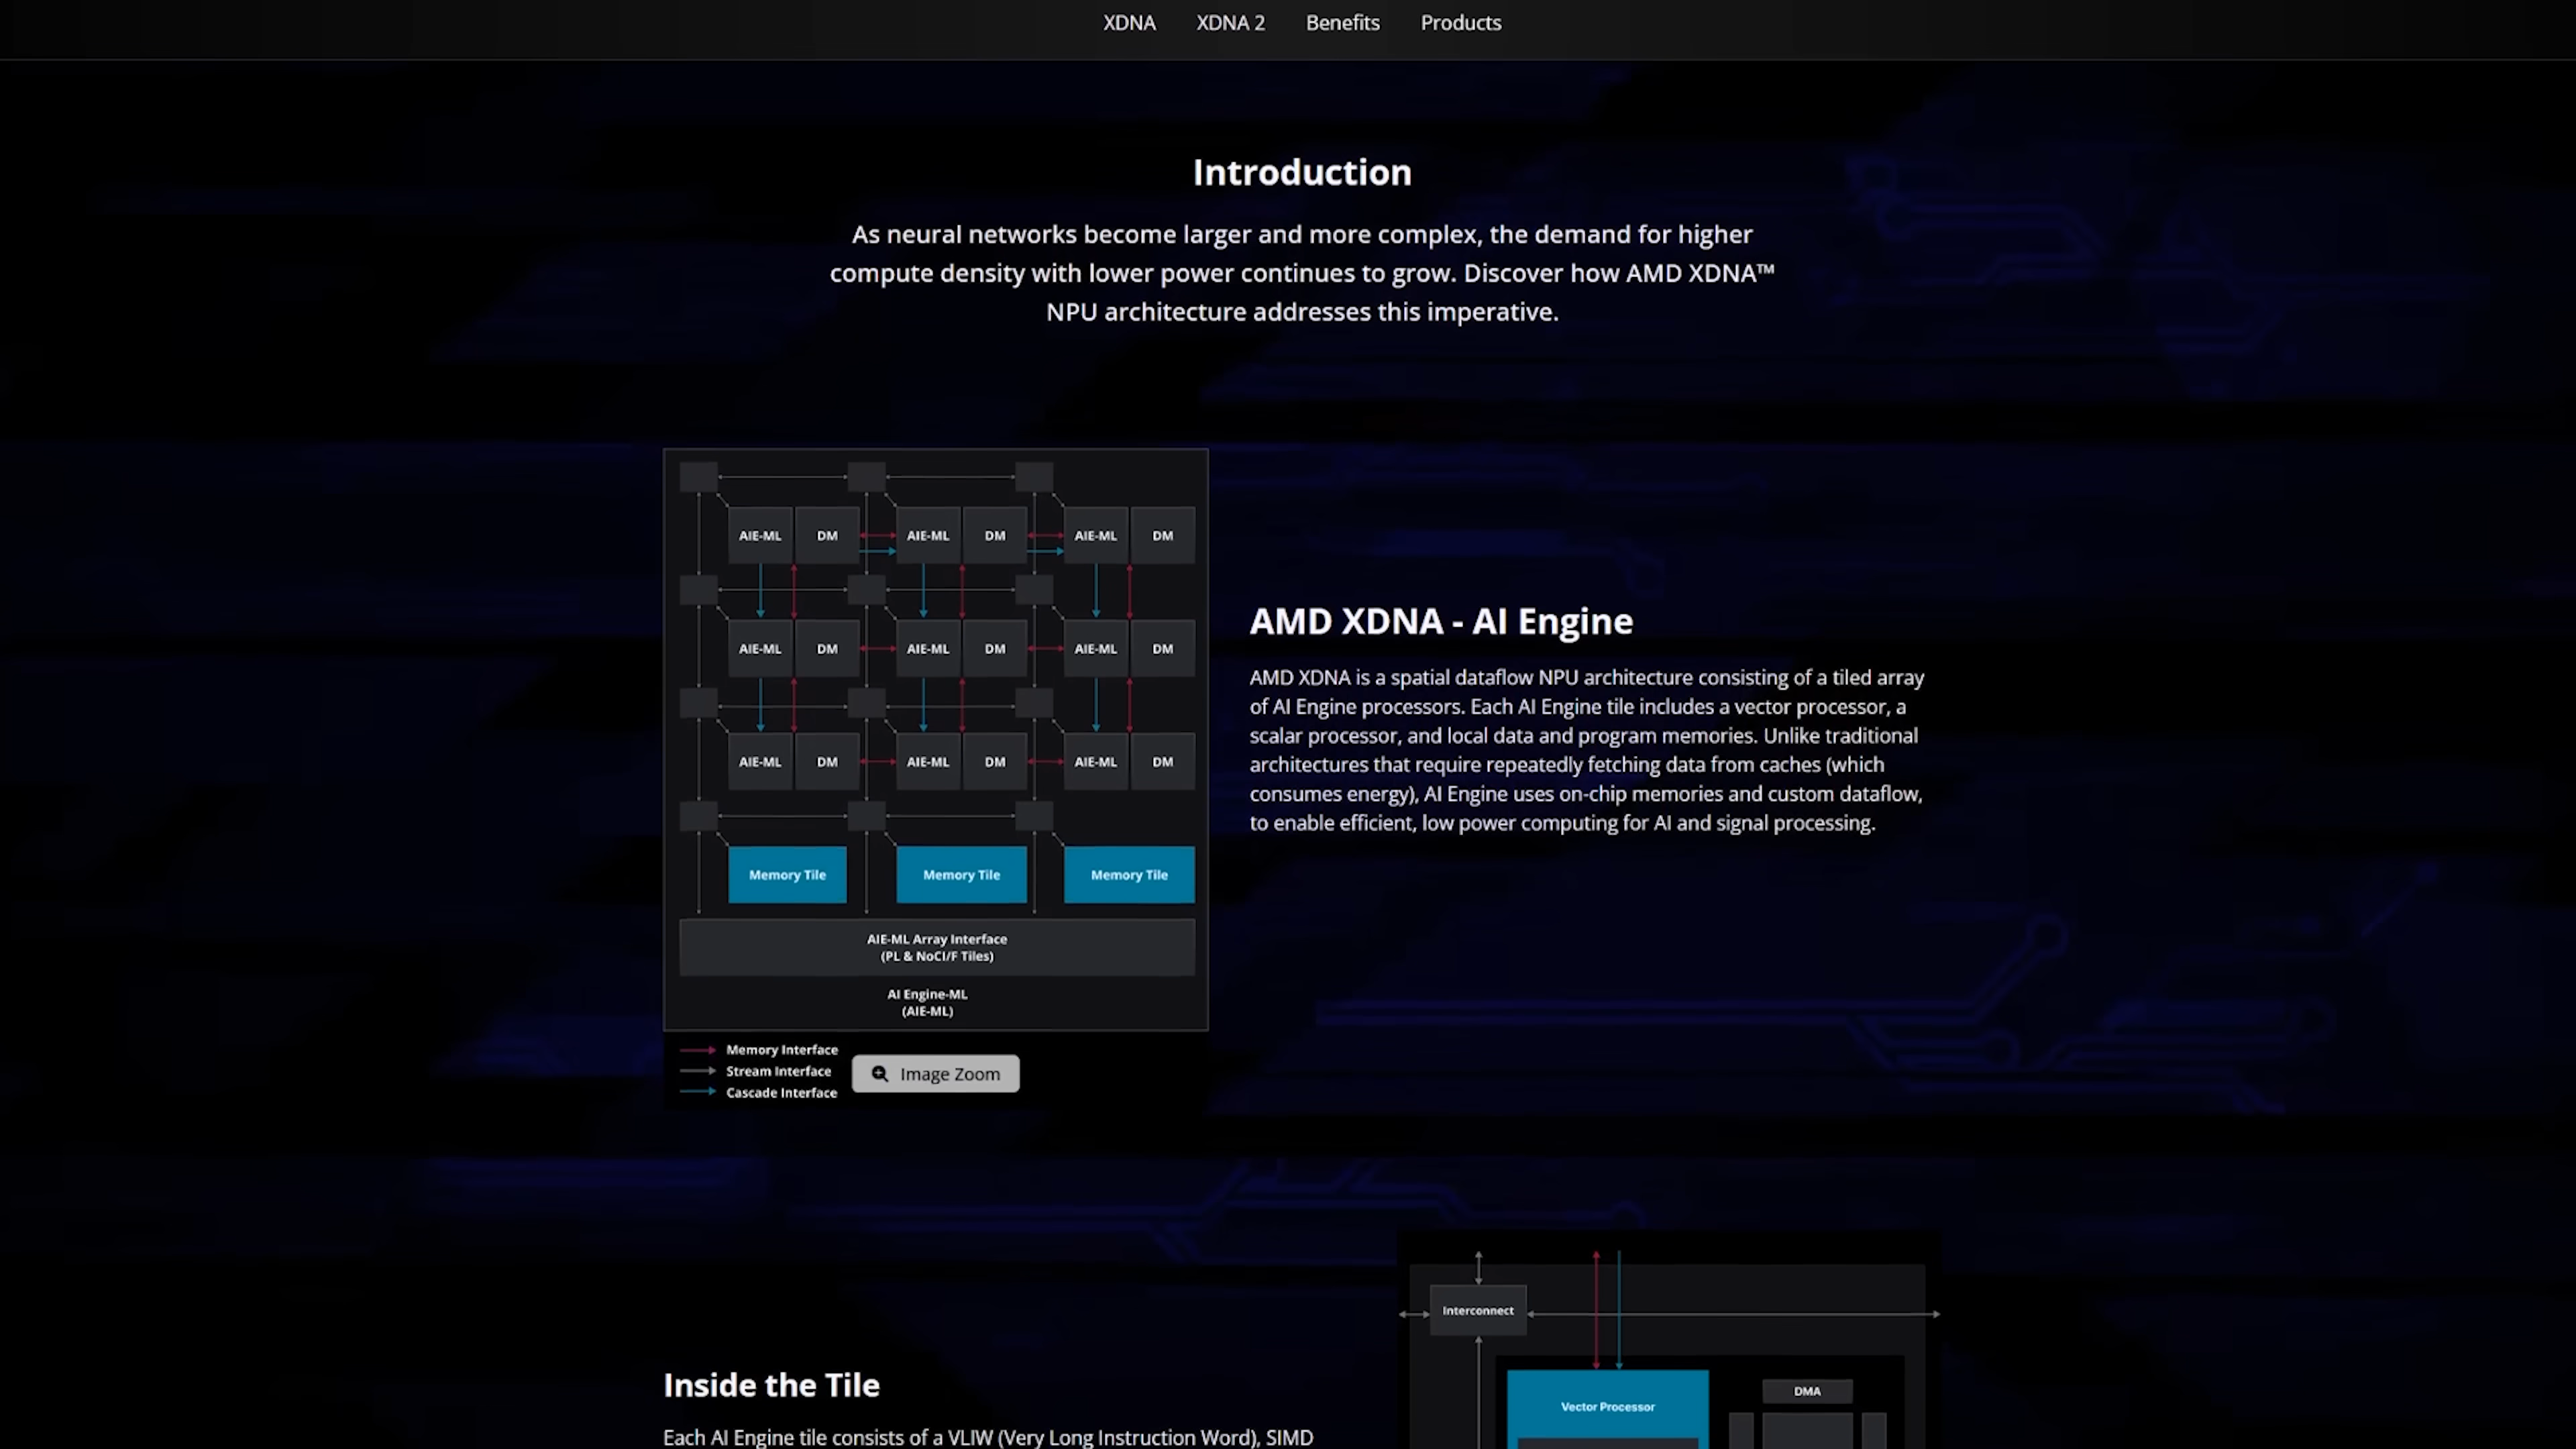 XDNA XDNA 2 Benefits Products
Introduction
As neural networks become larger and more complex, the demand for higher
compute density with lower power continues to grow. Discover how AMD XDNA™
NPU architecture addresses this imperative.
AIE-ML DM AIE-ML DM AIE-ML DM
AIE-ML DM AIE-ML DM AIE-ML DM
AIE-ML DM AIE-ML DM AIE-ML DM
Memory Tile Memory Tile Memory Tile
AIE-ML Array Interface
(PL & NoCI/F Tiles)
AI Engine-ML
(AIE-ML)
Memory Interface
Stream Interface
Cascade Interface
Image Zoom
AMD XDNA - AI Engine
AMD XDNA is a spatial dataflow NPU architecture consisting of a tiled array
of AI Engine processors. Each AI Engine tile includes a vector processor, a
scalar processor, and local data and program memories. Unlike traditional
architectures that require repeatedly fetching data from caches (which
consumes energy), AI Engine uses on-chip memories and custom dataflow,
to enable efficient, low power computing for AI and signal processing.
Inside the Tile
Each AI Engine tile consists of a VLIW (Very Long Instruction Word), SIMD
Interconnect
Vector Processor
DMA